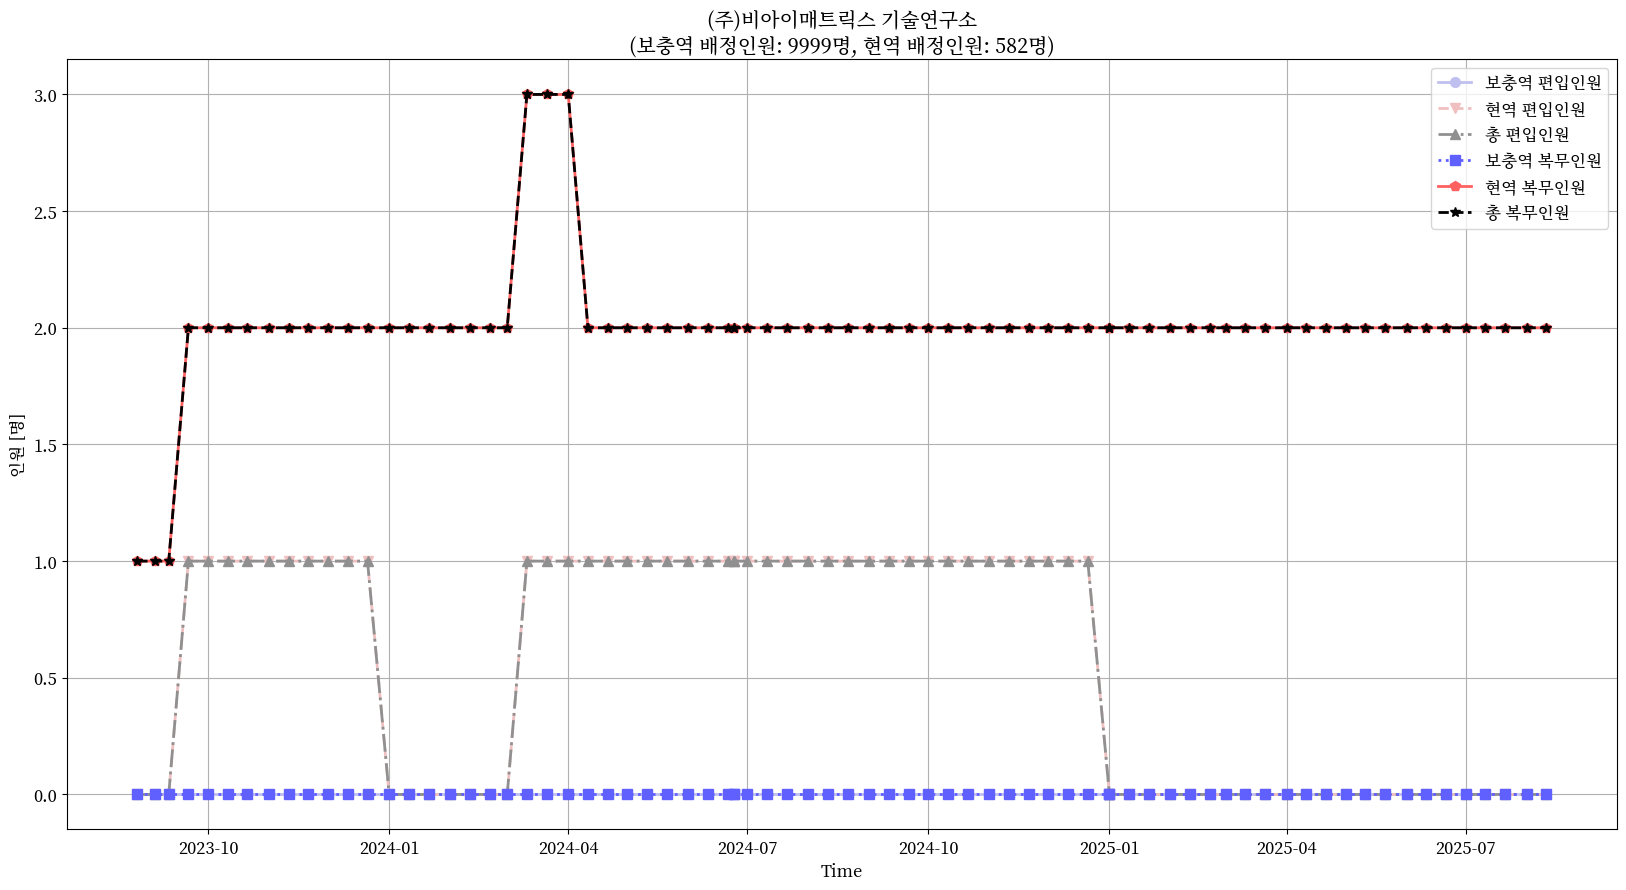 (주)비아이매트릭스 기술연구소
(보충역 배정인원: 9999명, 현역 배정인원: 582명)
보충역 편입인원
현역 편입인원
총 편입인원
보충역 복무인원
현역 복무인원
총 복무인원
인원 [명]
3.0
2.5
2.0
1.5
1.0
0.5
0.0
2023-10
2024-01
2024-04
2024-07
2024-10
2025-01
2025-04
2025-07
Time